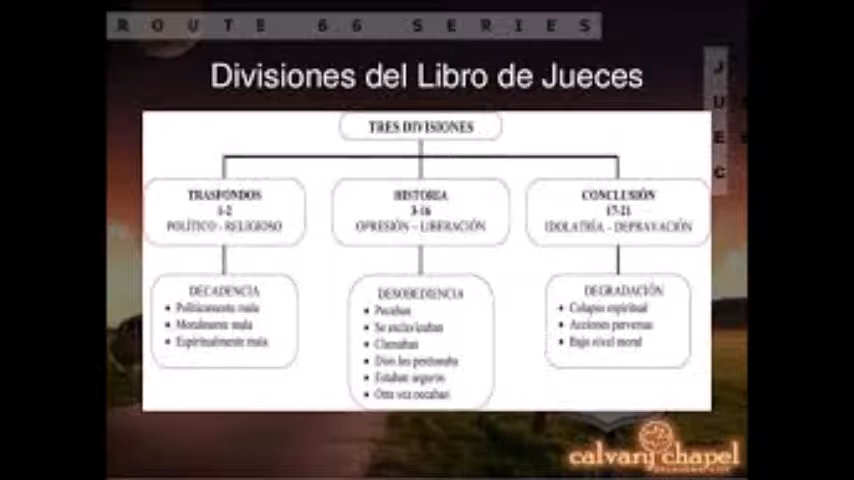 ROUTE 66 SERIES
Divisiones del Libro de Jueces
JUEC
TRES DIVISIONES
TRASFONDOS
1-2
POLÍTICO - RELIGIOSO
HISTORIA
3-16
OPRESIÓN – LIBERACIÓN
CONCLUSIÓN
17-21
IDOLATRÍA - DEPRAVACIÓN
DECADENCIA
• Políticamente mala
• Moralmente mala
• Espiritualmente mala
DESOBEDIENCIA
• Pecaban
• Se esclavizaban
• Clamaban
• Dios los perdonaba
• Estaban seguros
• Otra vez pecaban
DEGRADACIÓN
• Colapso espiritual
• Acciones perversas
• Bajo nivel moral
calvary chapel